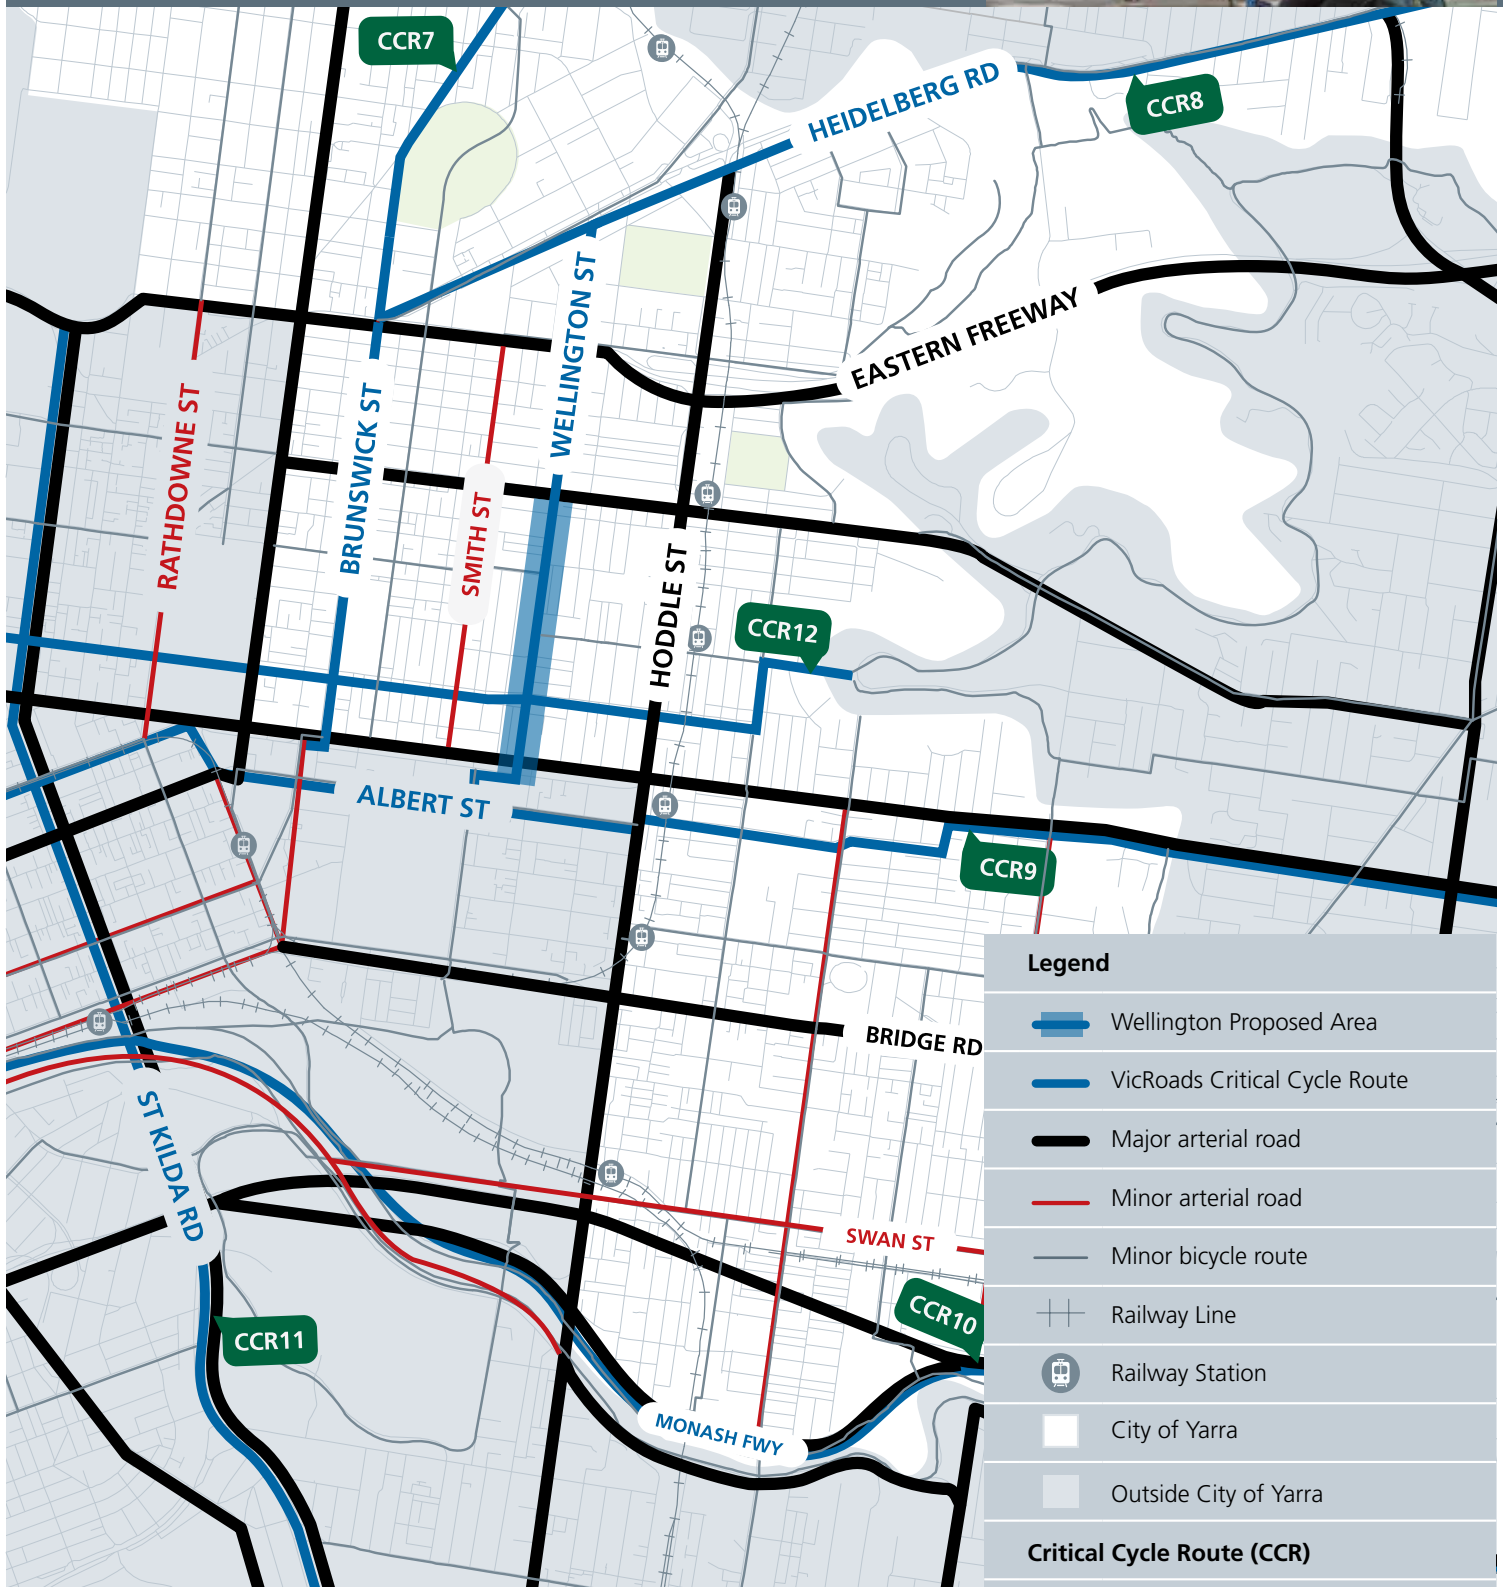 CCR7
HEIDELBERG RD
CCR8
WELLINGTON ST
EASTERN FREEWAY
RATHDOWNE ST
BRUNSWICK ST
SMITH ST
HODDLE ST
CCR12
ALBERT ST
CCR9
BRIDGE RD
ST KILDA RD
SWAN ST
CCR10
CCR11
MONASH FWY
Legend
Wellington Proposed Area
VicRoads Critical Cycle Route
Major arterial road
Minor arterial road
Minor bicycle route
Railway Line
Railway Station
City of Yarra
Outside City of Yarra
Critical Cycle Route (CCR)